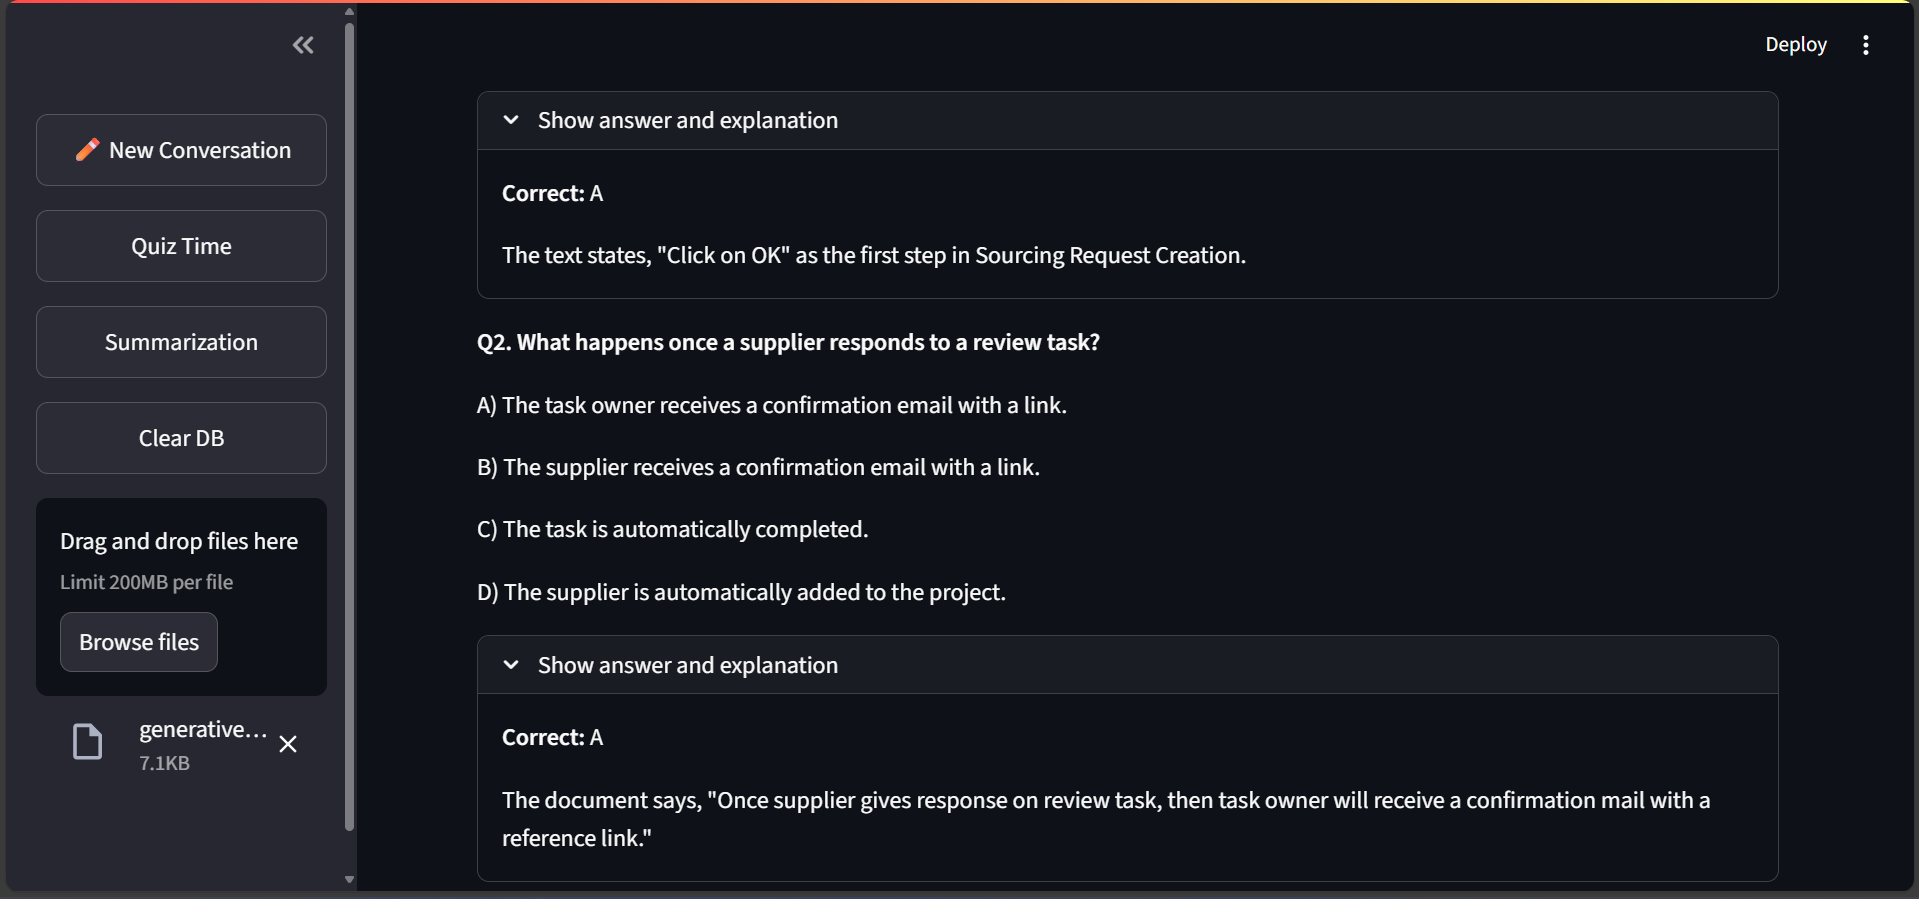 Deploy
New Conversation
Quiz Time
Summarization
Clear DB
Drag and drop files here
Limit 200MB per file
Browse files
generative...
7.1KB
Show answer and explanation
Correct: A
The text states, "Click on OK" as the first step in Sourcing Request Creation.
Q2. What happens once a supplier responds to a review task?
A) The task owner receives a confirmation email with a link.
B) The supplier receives a confirmation email with a link.
C) The task is automatically completed.
D) The supplier is automatically added to the project.
Show answer and explanation
Correct: A
The document says, "Once supplier gives response on review task, then task owner will receive a confirmation mail with a
reference link."